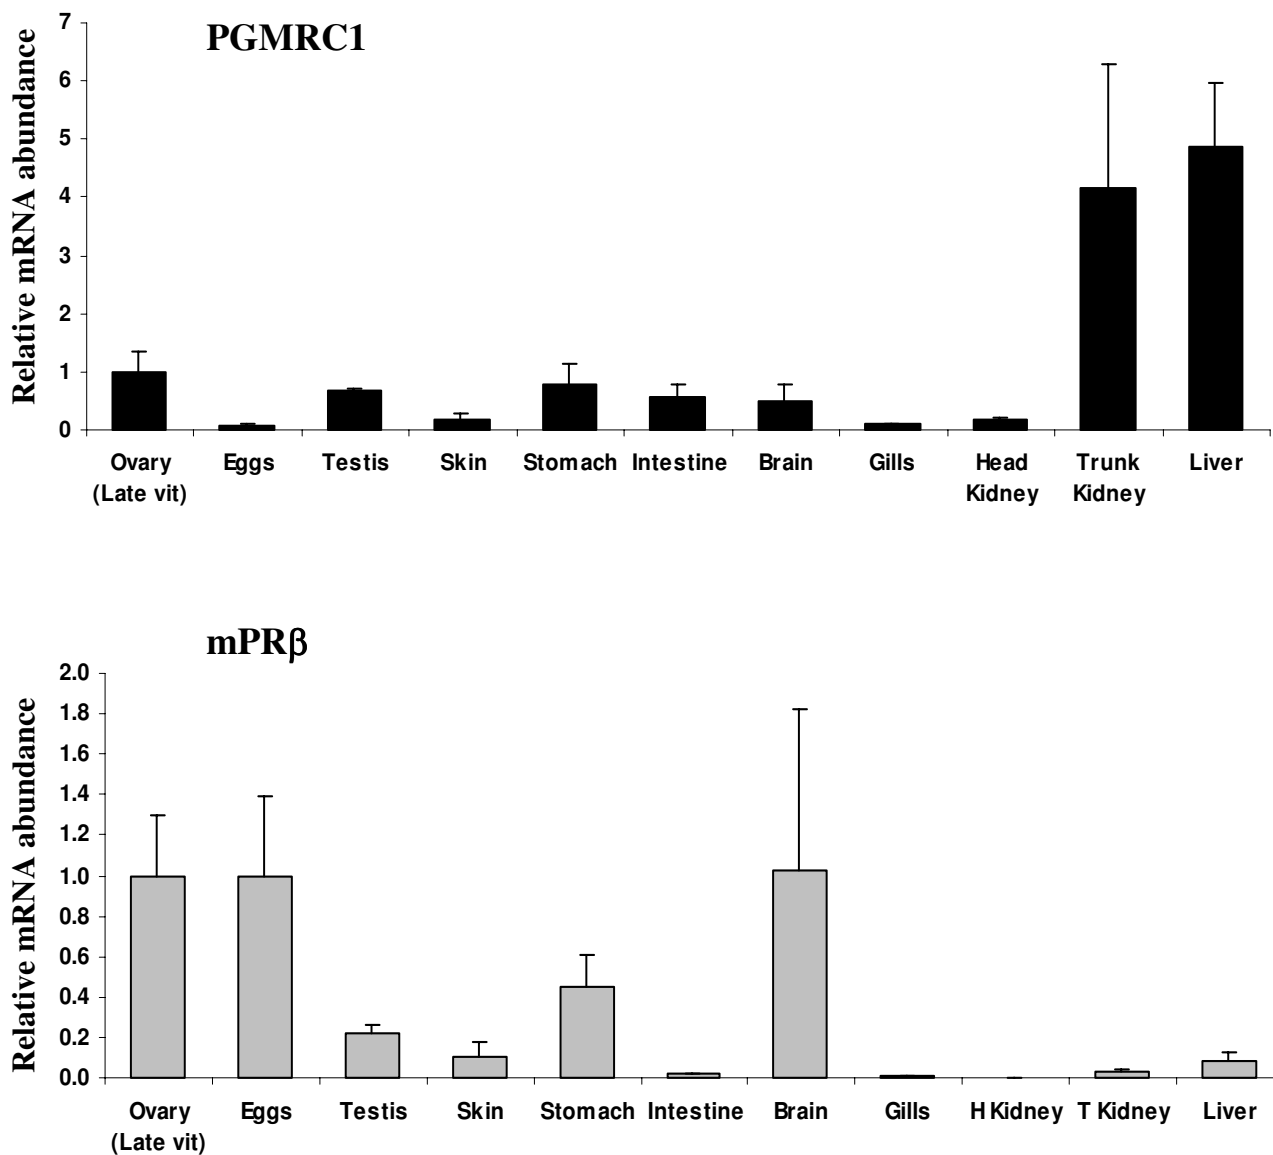 PGMRC1
Relative mRNA abundance
7
6
5
4
3
2
1
0
Ovary Eggs Testis Skin Stomach Intestine Brain Gills Head Trunk Liver
(Late vit) Kidney Kidney
mPRβ
Relative mRNA abundance
2.0
1.8
1.6
1.4
1.2
1.0
0.8
0.6
0.4
0.2
0.0
Ovary Eggs Testis Skin Stomach Intestine Brain Gills H Kidney T Kidney Liver
(Late vit)